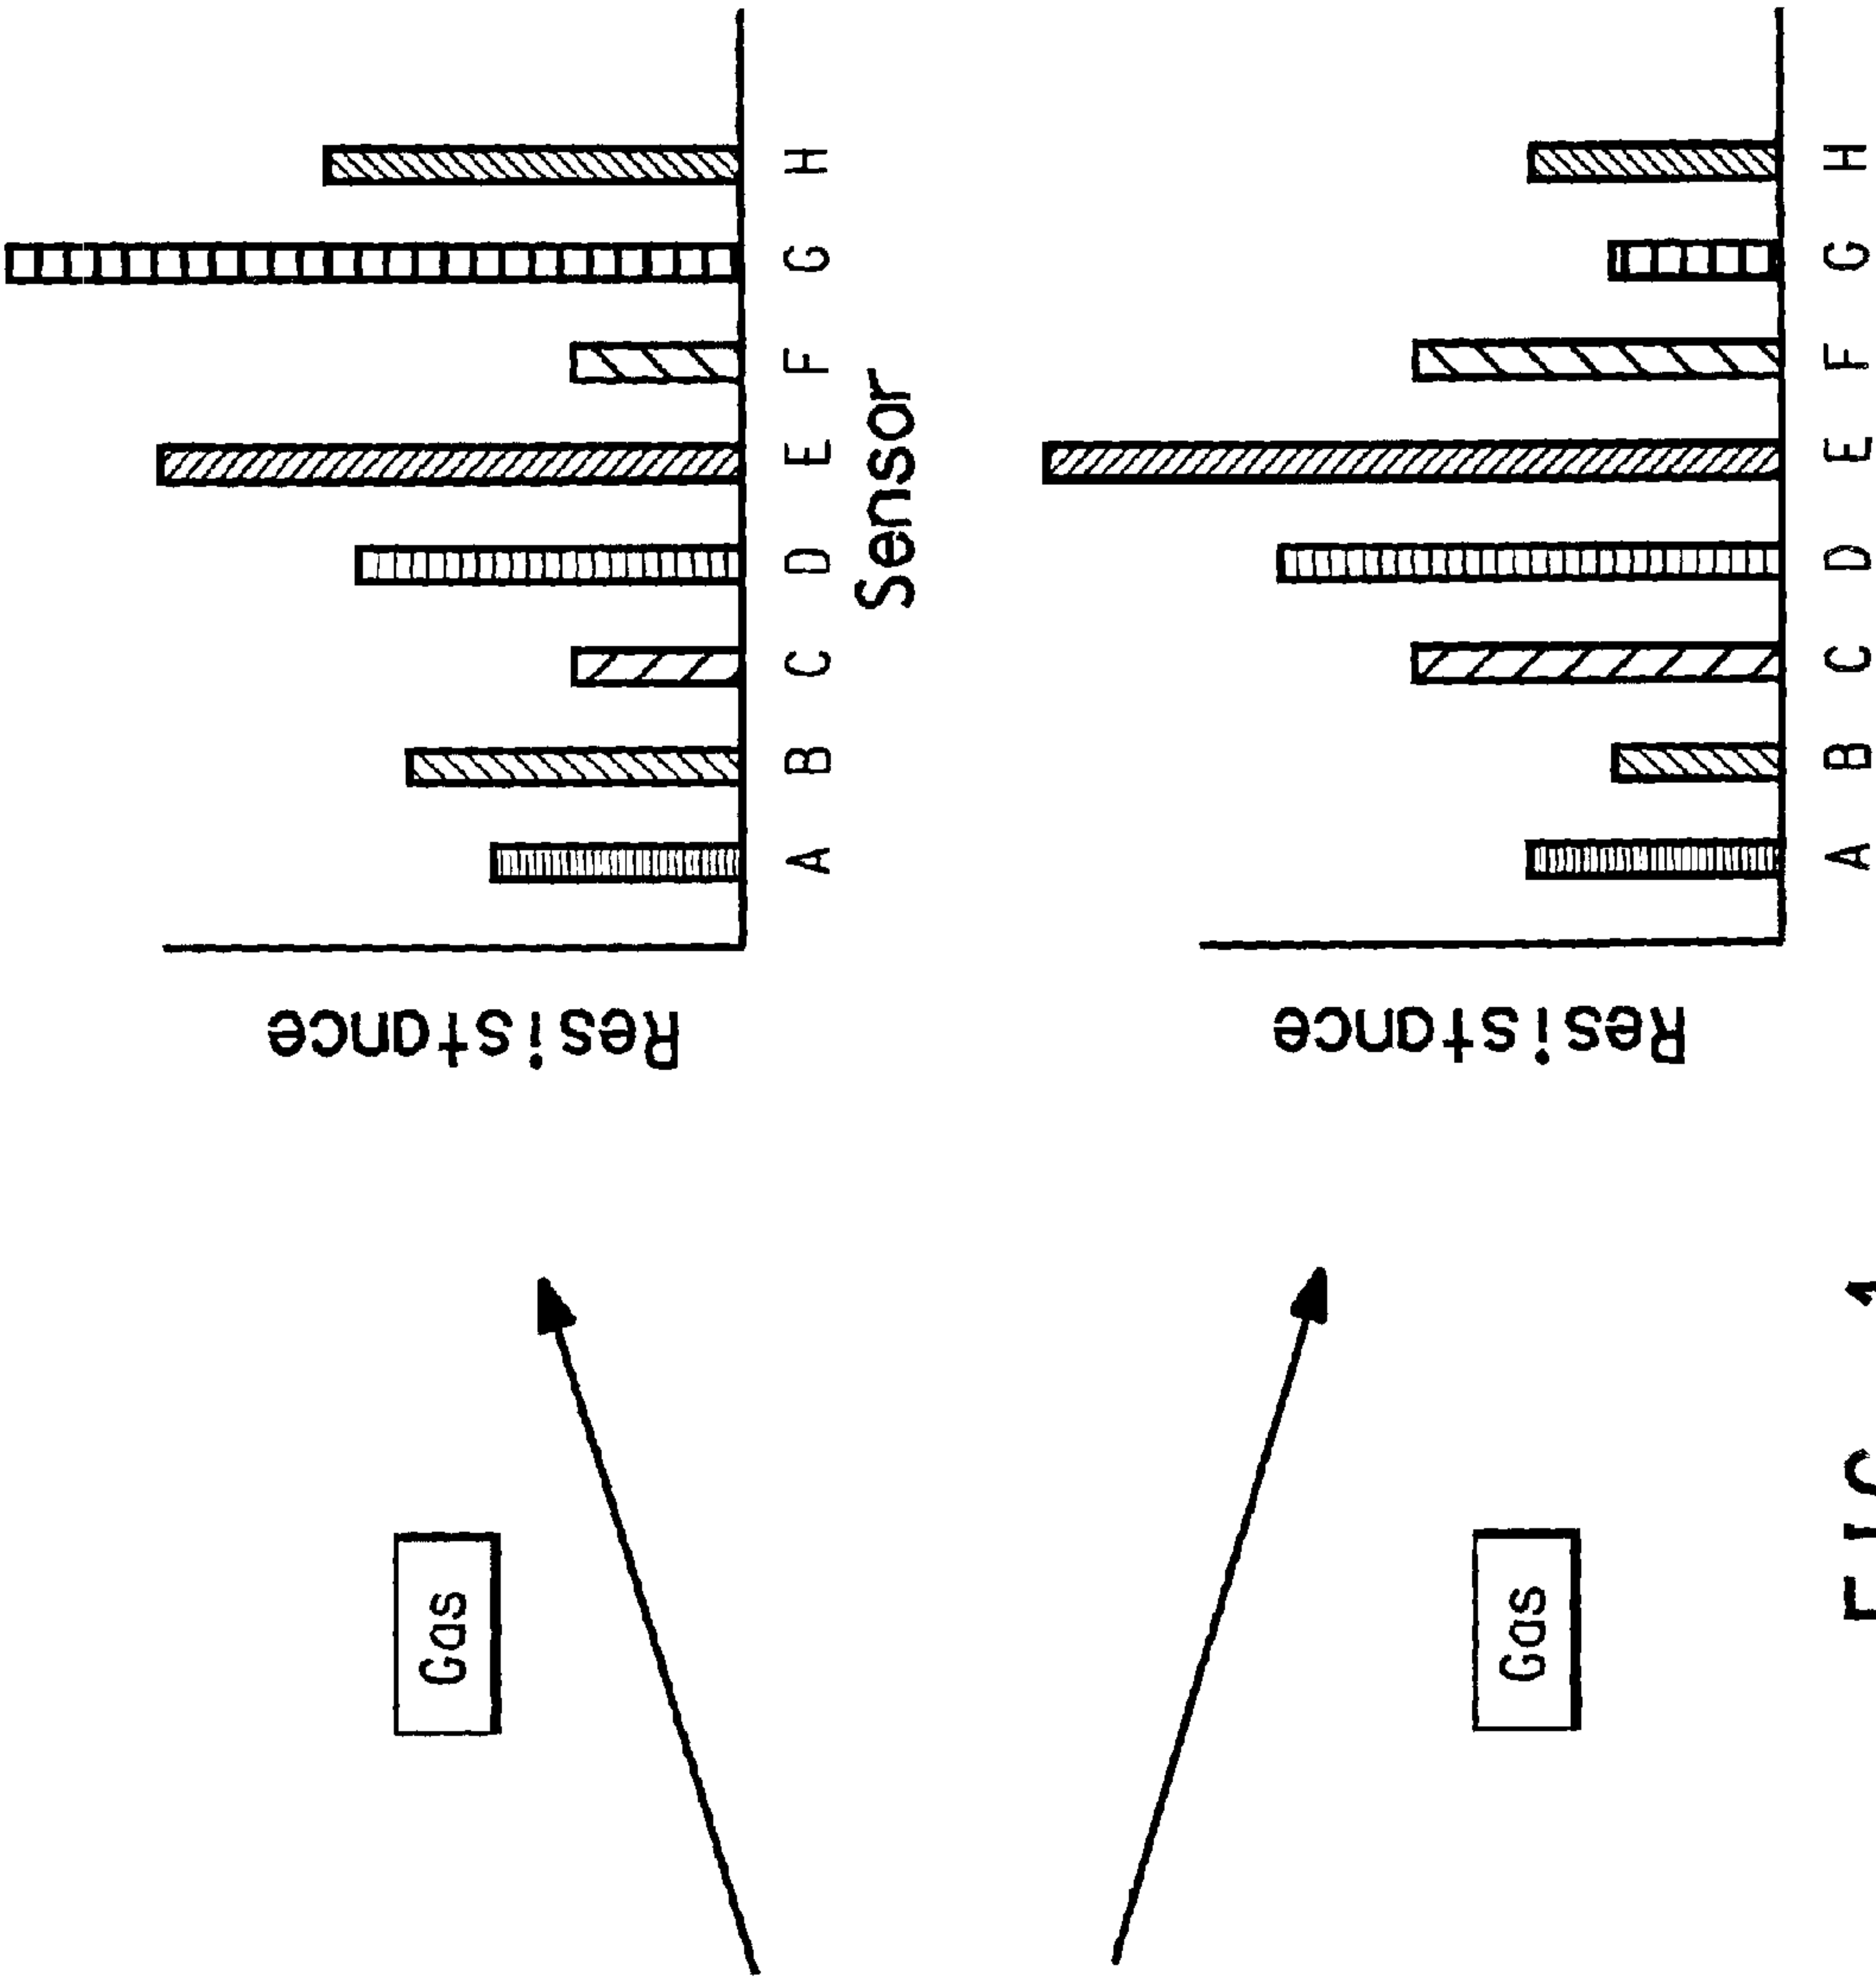 Gas
Resistance
A B C D E F G H
Sensor
Gas
Resistance
A B C D E F G H